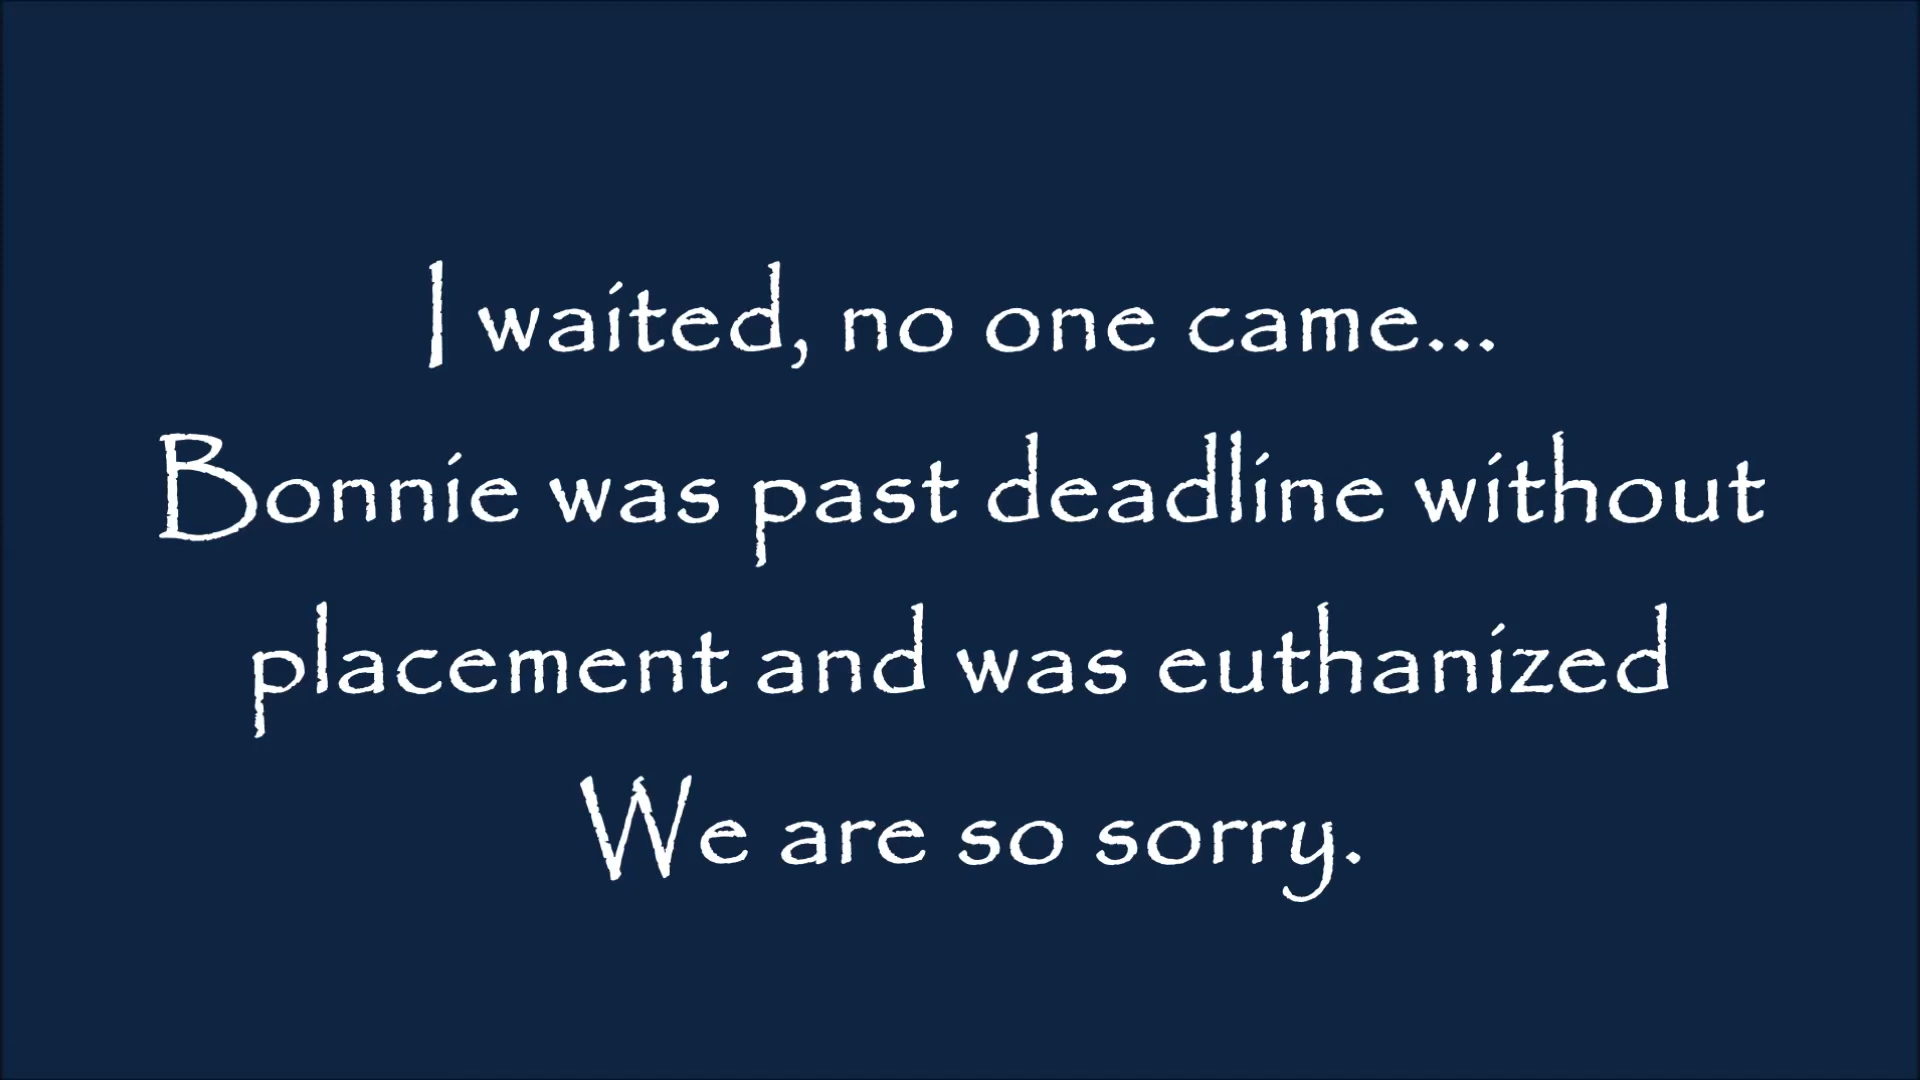 I waited, no one came...
Bonnie was past deadline without
placement and was euthanized
We are so sorry.